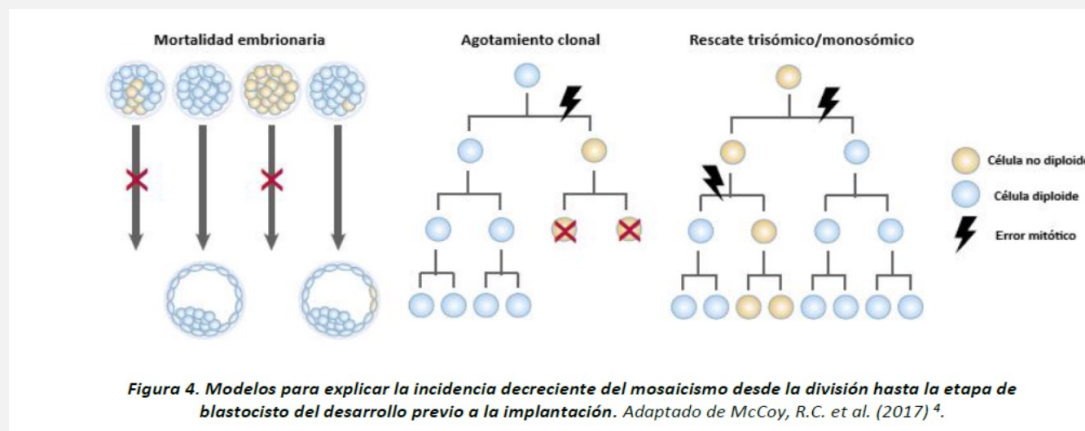 Mortalidad embrionaria
Agotamiento clonal
Rescate trisómico/monosómico
Célula no diploide
Célula diploide
Error mitótico
Figura 4. Modelos para explicar la incidencia decreciente del mosaicismo desde la división hasta la etapa de
blastocisto del desarrollo previo a la implantación. Adaptado de McCoy, R.C. et al. (2017) ⁴.